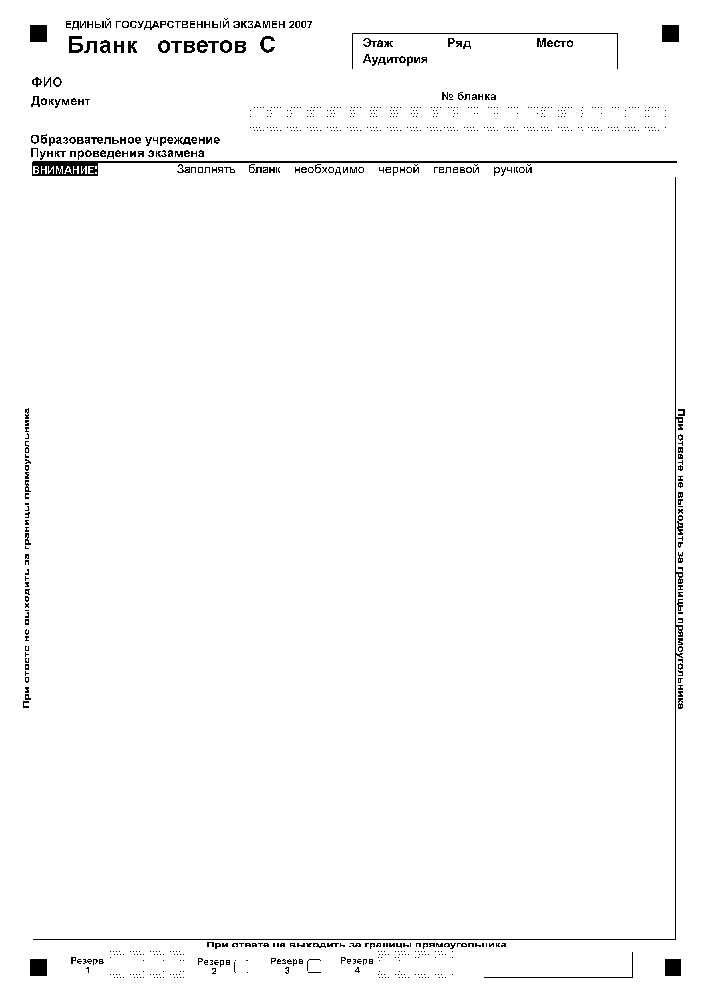 ЕДИНЫЙ ГОСУДАРСТВЕННЫЙ ЭКЗАМЕН 2007
Бланк ответов С
Этаж Ряд Место
Аудитория
ФИО
Документ
№ бланка
Образовательное учреждение
Пункт проведения экзамена
ВНИМАНИЕ! Заполнять бланк необходимо черной гелевой ручкой
При ответе не выходить за границы прямоугольника
При ответе не выходить за границы прямоугольника
При ответе не выходить за границы прямоугольника
Резерв 1
Резерв 2
Резерв 3
Резерв 4